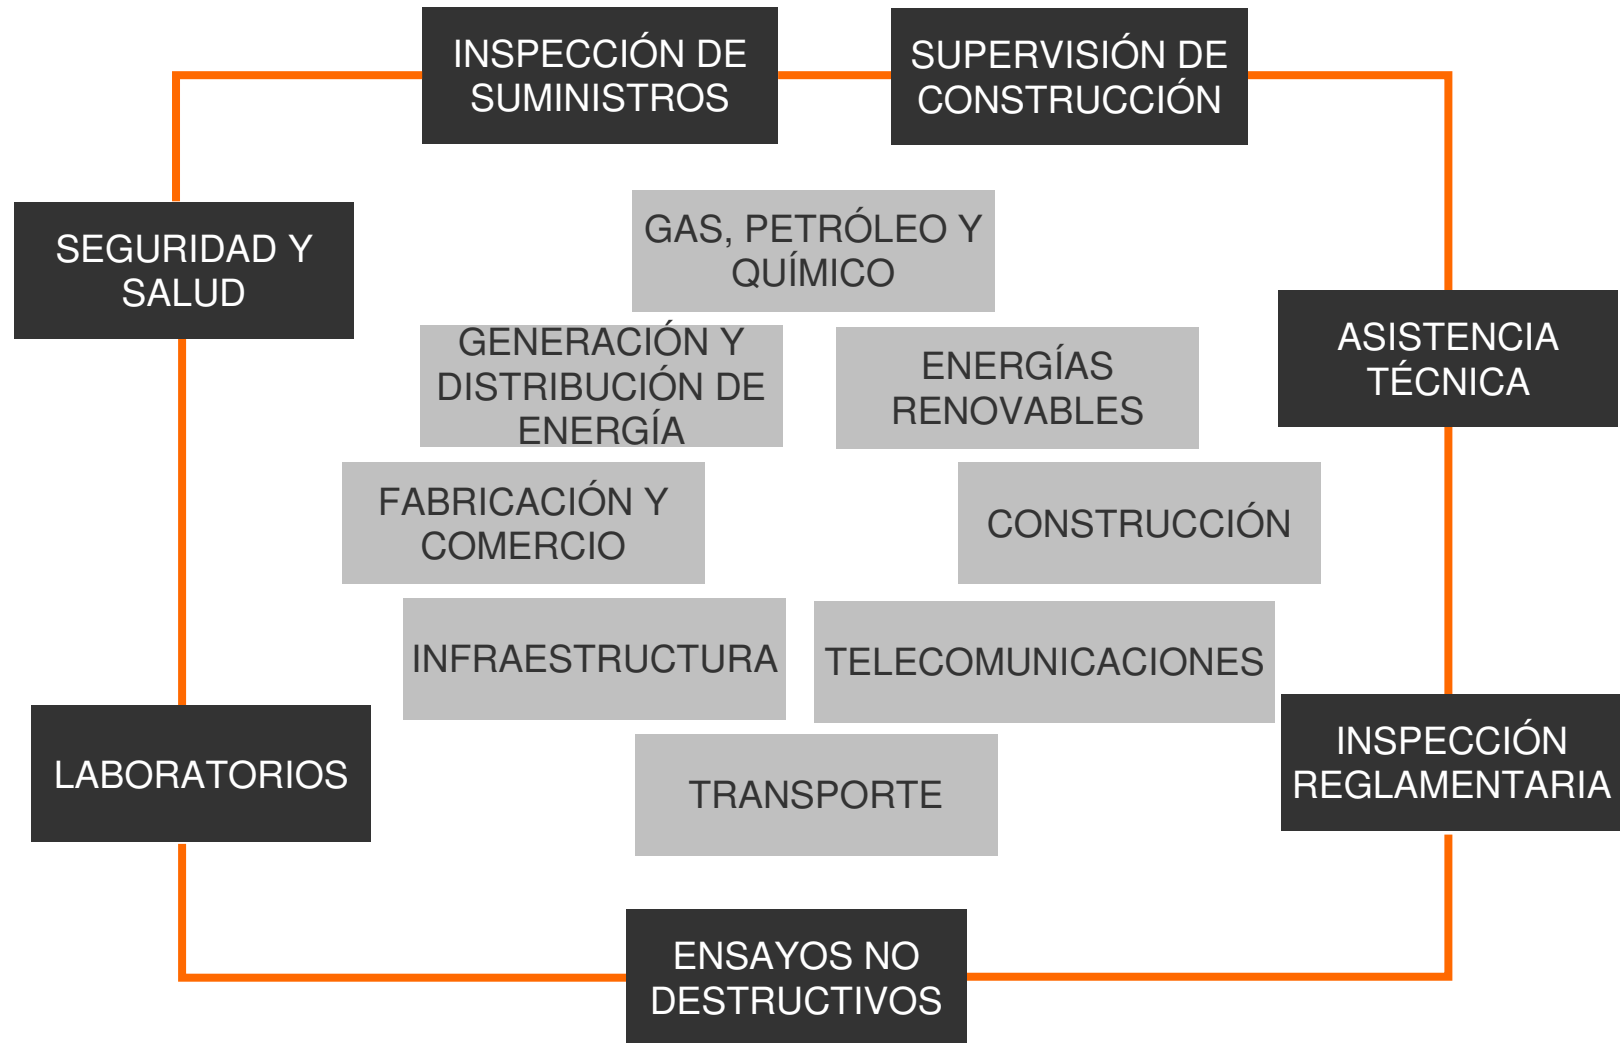 INSPECCIÓN DE
SUMINISTROS
SUPERVISIÓN DE
CONSTRUCCIÓN
SEGURIDAD Y
SALUD
GAS, PETRÓLEO Y
QUÍMICO
ASISTENCIA
TÉCNICA
GENERACIÓN Y
DISTRIBUCIÓN DE
ENERGÍA
ENERGÍAS
RENOVABLES
FABRICACIÓN Y
COMERCIO
CONSTRUCCIÓN
INFRAESTRUCTURA
TELECOMUNICACIONES
LABORATORIOS
TRANSPORTE
INSPECCIÓN
REGLAMENTARIA
ENSAYOS NO
DESTRUCTIVOS